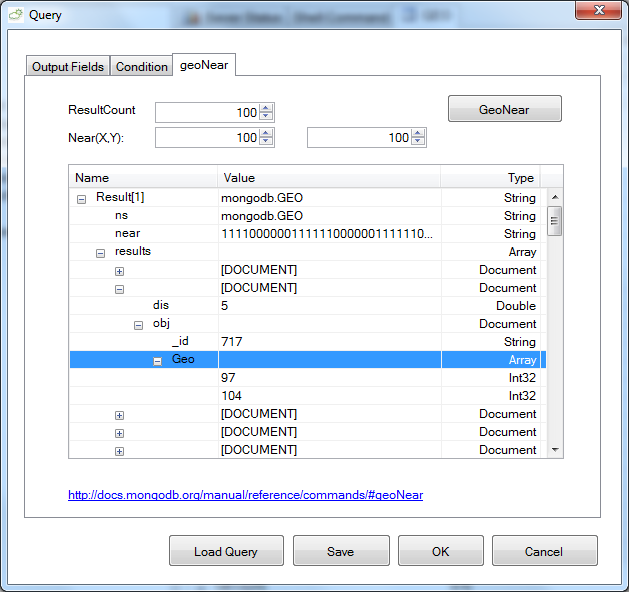 Query
Output Fields Condition geoNear
ResultCount 100 GeoNear
Near(X,Y): 100 100
Name Value Type
Result[1] mongodb.GEO String
ns mongodb.GEO String
near 11110000001111110000001111110... String
results Array
[DOCUMENT] Document
[DOCUMENT] Document
dis 5 Double
obj Document
_id 717 String
Geo Array
97 Int32
104 Int32
[DOCUMENT] Document
[DOCUMENT] Document
[DOCUMENT] Document
http://docs.mongodb.org/manual/reference/commands/#geoNear
Load Query Save OK Cancel